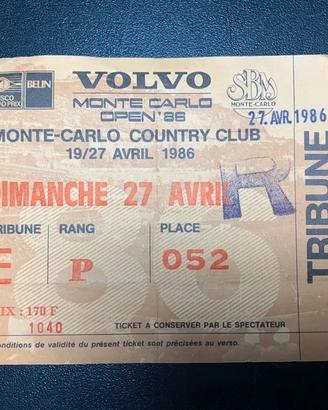 BELIN
VOLVO
MONTE CARLO
OPEN'86
SBM
MONTE-CARLO
27. AVR. 1986
MONTE-CARLO COUNTRY CLUB
19/27 AVRIL 1986
DIMANCHE 27 AVRIL
R
TRIBUNE
TRIBUNE RANG PLACE
E P 052
IX : 170 F
1040
TICKET A CONSERVER PAR LE SPECTATEUR
onditions de validité du présent ticket sont précisées au verso.